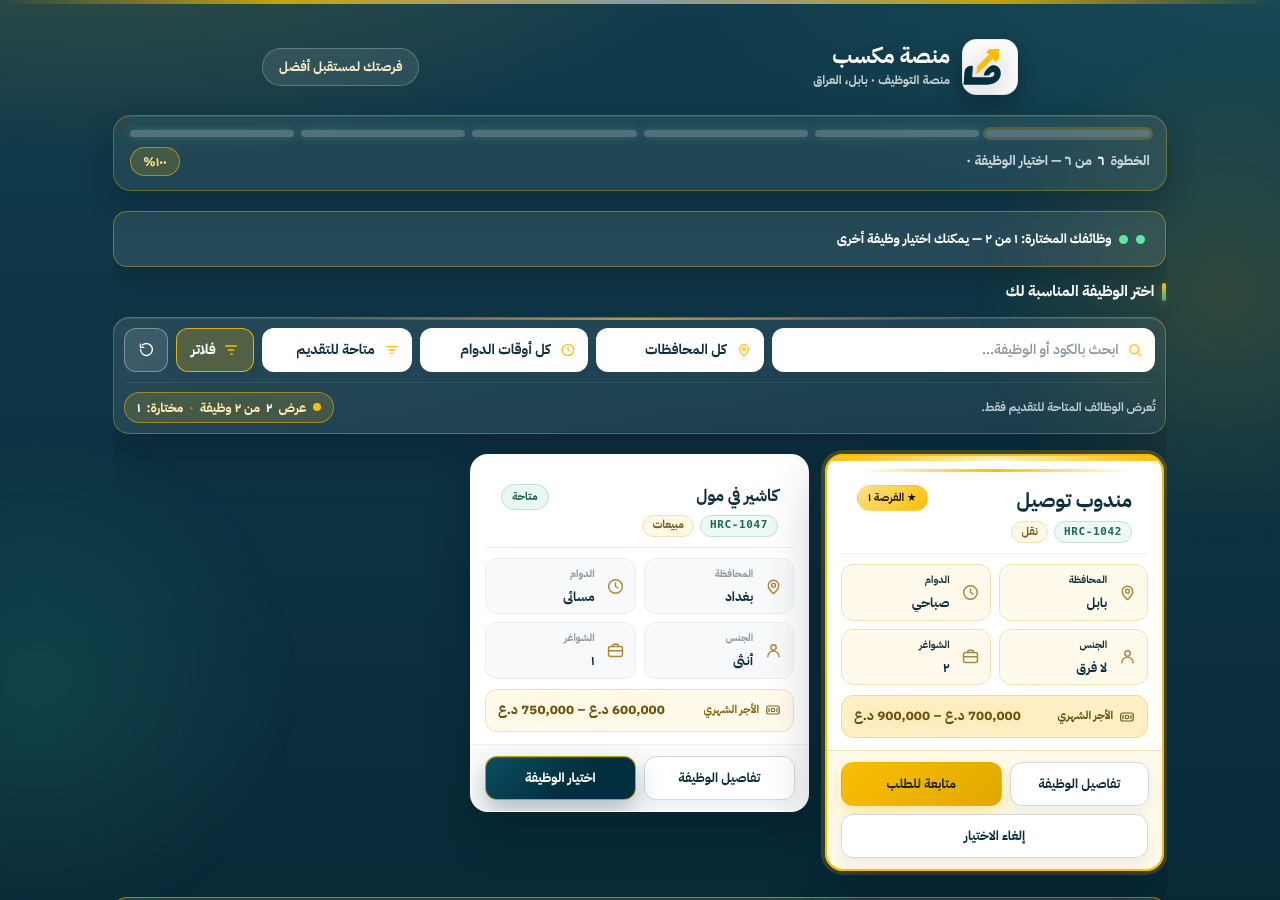 منصة مكسب
منصة التوظيف · بابل، العراق
فرصتك لمستقبل أفضل
الخطوة ٦ من ٦ — اختيار الوظيفة ·
١٠٠%
وظائفك المختارة: ١ من ٢ — يمكنك اختيار وظيفة أخرى
اختر الوظيفة المناسبة لك
ابحث بالكود أو الوظيفة...
كل المحافظات
كل أوقات الدوام
متاحة للتقديم
فلاتر
تُعرض الوظائف المتاحة للتقديم فقط.
عرض ٢ من ٢ وظيفة · مختارة: ١
مندوب توصيل
★ الفرصة ١
HRC-1042
نقل
المحافظة
بابل
الدوام
صباحي
الجنس
لا فرق
الشواغر
٢
الأجر الشهري
700,000 د.ع – 900,000 د.ع
تفاصيل الوظيفة
متابعة للطلب
إلغاء الاختيار
كاشير في مول
متاحة
HRC-1047
مبيعات
المحافظة
بغداد
الدوام
مسائي
الجنس
أنثى
الشواغر
١
الأجر الشهري
600,000 د.ع – 750,000 د.ع
تفاصيل الوظيفة
اختيار الوظيفة